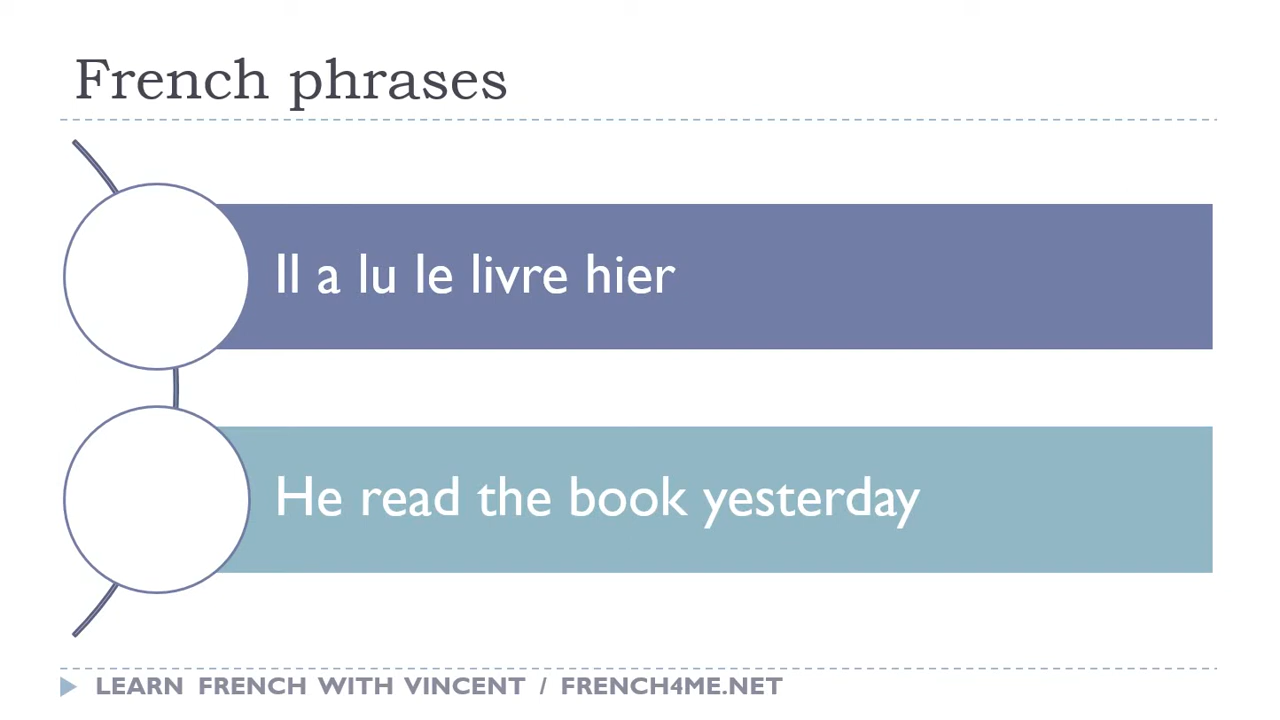 French phrases
Il a lu le livre hier
He read the book yesterday
LEARN FRENCH WITH VINCENT / FRENCH4ME.NET